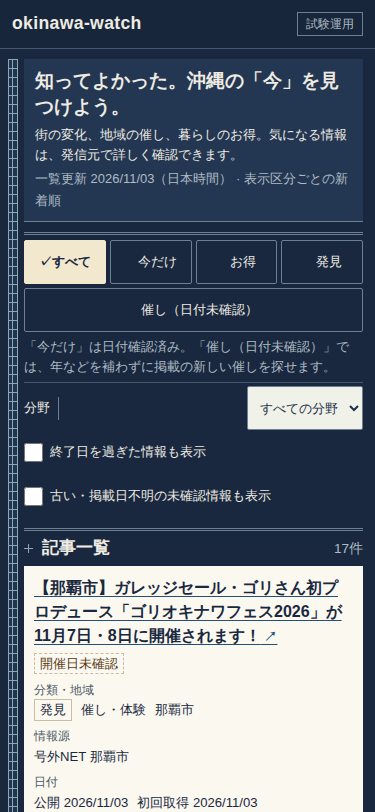 okinawa-watch
試験運用
知ってよかった。沖縄の「今」を見
つけよう。
街の変化、地域の催し、暮らしのお得。気になる情報
は、発信元で詳しく確認できます。
一覧更新 2026/11/03（日本時間） · 表示区分ごとの新
着順
✓すべて
今だけ
お得
発見
催し（日付未確認）
「今だけ」は日付確認済み。「催し（日付未確認）」で
は、年などを補わずに掲載の新しい催しを探せます。
分野
すべての分野
終了日を過ぎた情報も表示
古い・掲載日不明の未確認情報も表示
記事一覧
17件
【那覇市】ガレッジセール・ゴリさん初プ
ロデュース「ゴリオキナワフェス2026」が
11月7日・8日に開催されます！ ↗
開催日未確認
分類・地域
発見 催し・体験 那覇市
情報源
号外NET 那覇市
日付
公開 2026/11/03 初回取得 2026/11/03